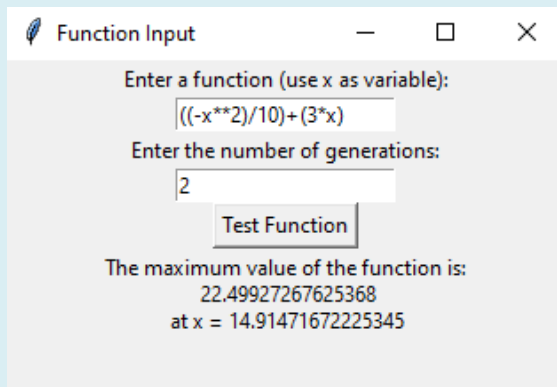 Function Input
Enter a function (use x as variable):
((-x**2)/10)+(3*x)
Enter the number of generations:
2
Test Function
The maximum value of the function is:
22.49927267625368
at x = 14.91471672225345